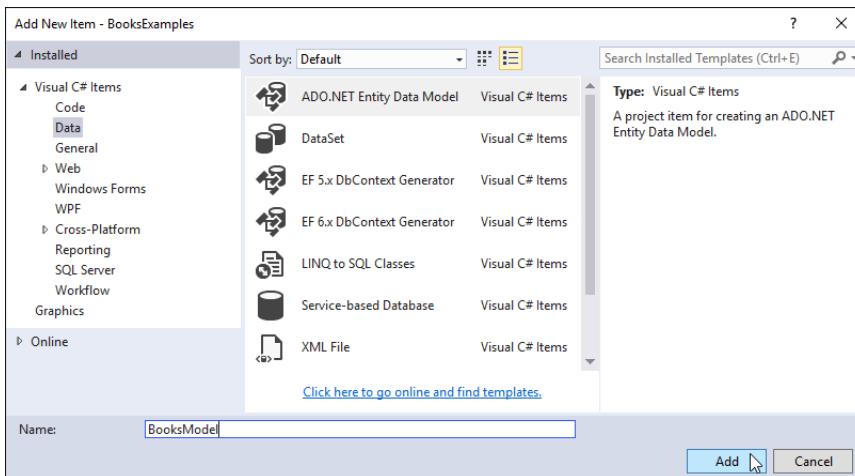 Add New Item - BooksExamples
?
Installed
Sort by: Default
Search Installed Templates (Ctrl+E)
Visual C# Items
Code
Data
General
Web
Windows Forms
WPF
Cross-Platform
Reporting
SQL Server
Workflow
Graphics
Online
ADO.NET Entity Data Model Visual C# Items
DataSet Visual C# Items
EF 5.x DbContext Generator Visual C# Items
EF 6.x DbContext Generator Visual C# Items
LINQ to SQL Classes Visual C# Items
Service-based Database Visual C# Items
XML File Visual C# Items
Click here to go online and find templates.
Type: Visual C# Items
A project item for creating an ADO.NET
Entity Data Model.
Name: BooksModel
Add Cancel